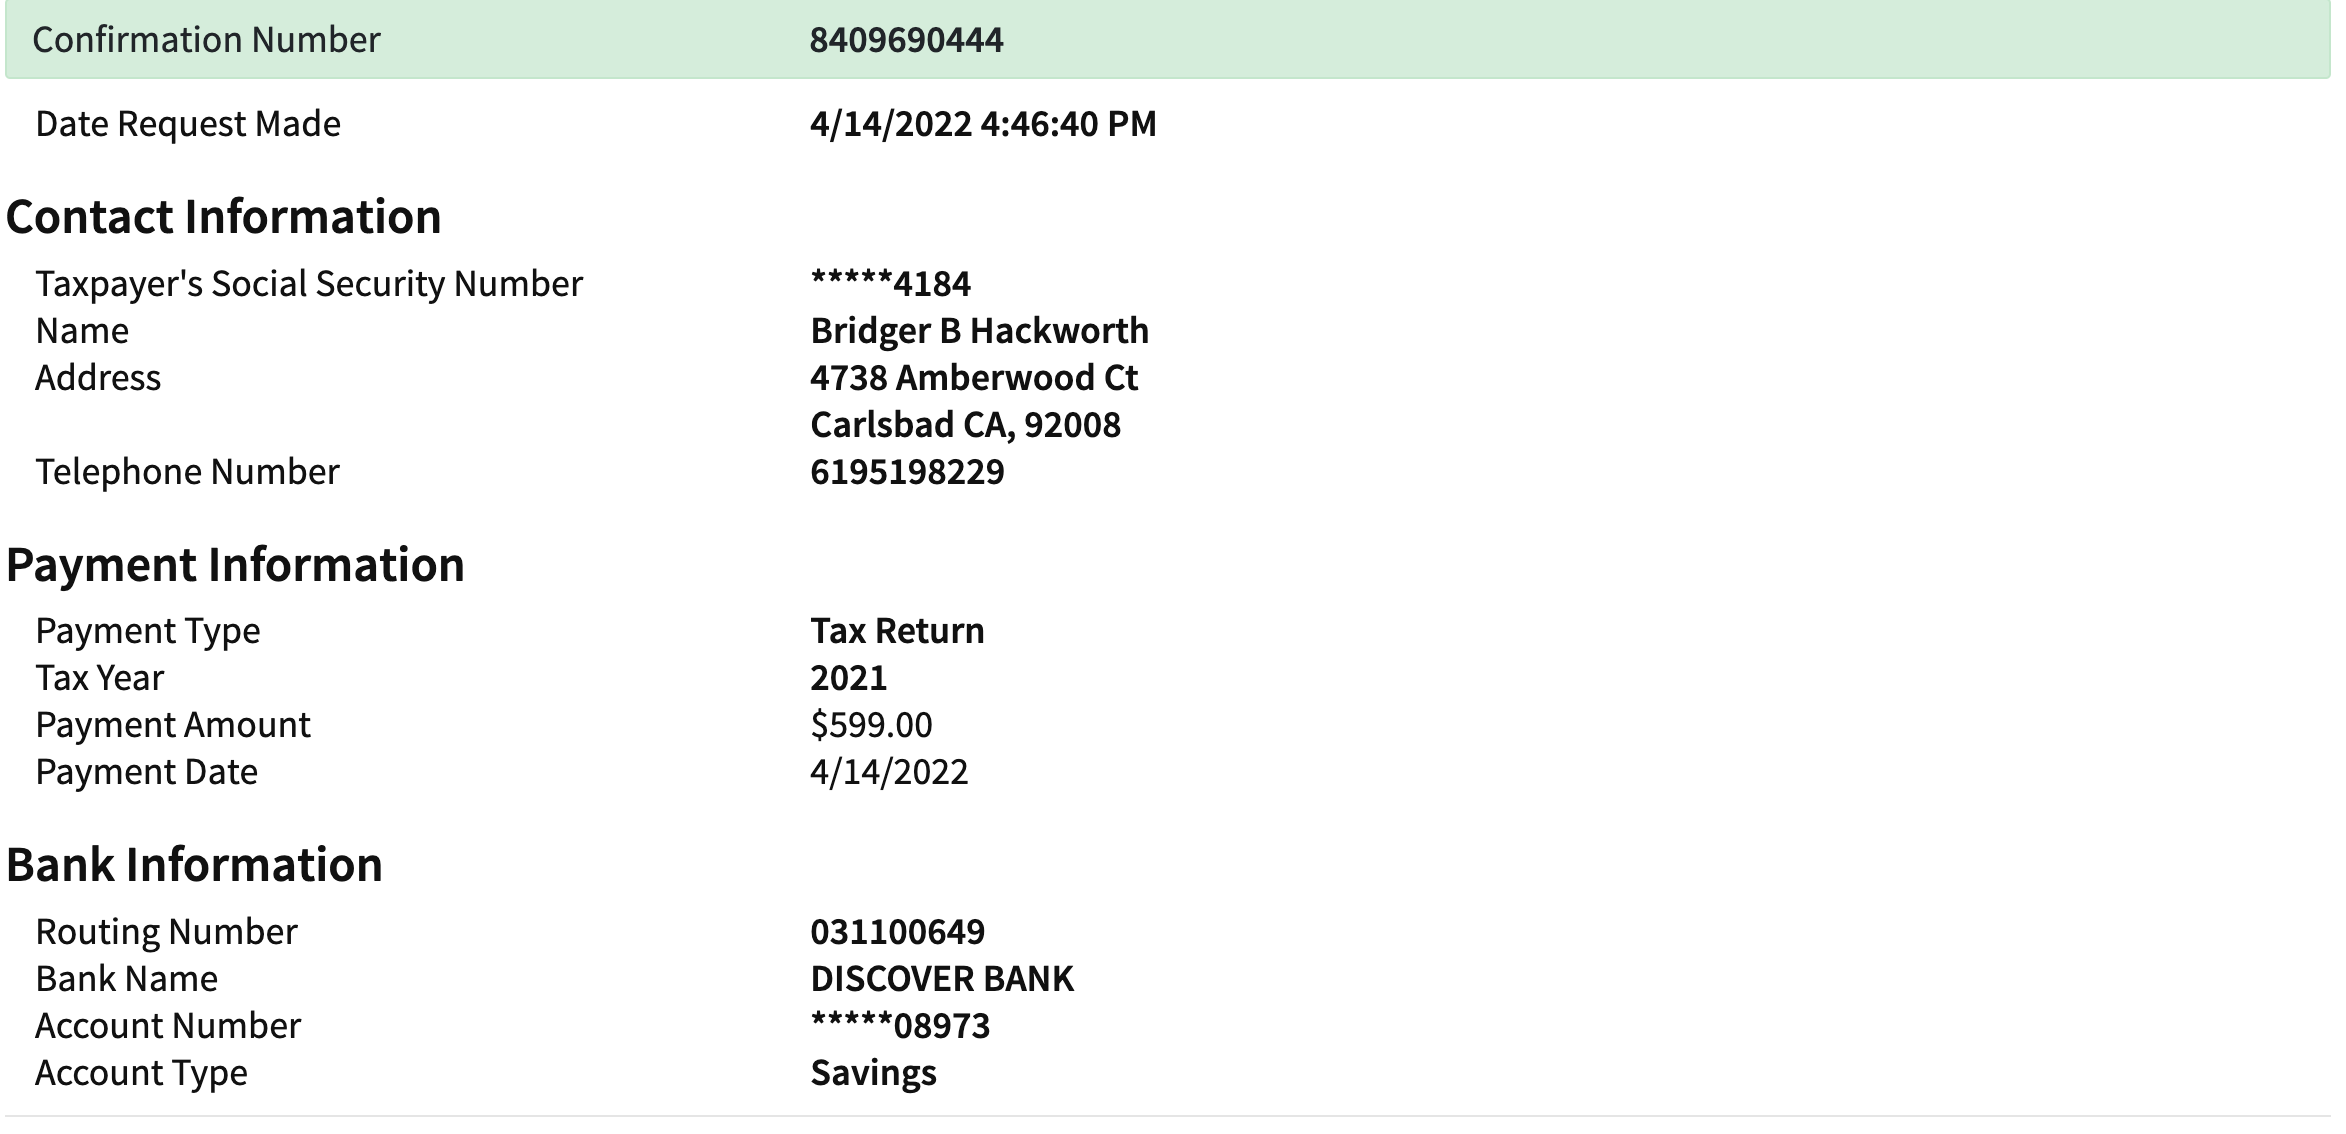 Confirmation Number 8409690444
Date Request Made 4/14/2022 4:46:40 PM
Contact Information
Taxpayer's Social Security Number *****4184
Name Bridger B Hackworth
Address 4738 Amberwood Ct
Carlsbad CA, 92008
Telephone Number 6195198229
Payment Information
Payment Type Tax Return
Tax Year 2021
Payment Amount $599.00
Payment Date 4/14/2022
Bank Information
Routing Number 031100649
Bank Name DISCOVER BANK
Account Number *****08973
Account Type Savings